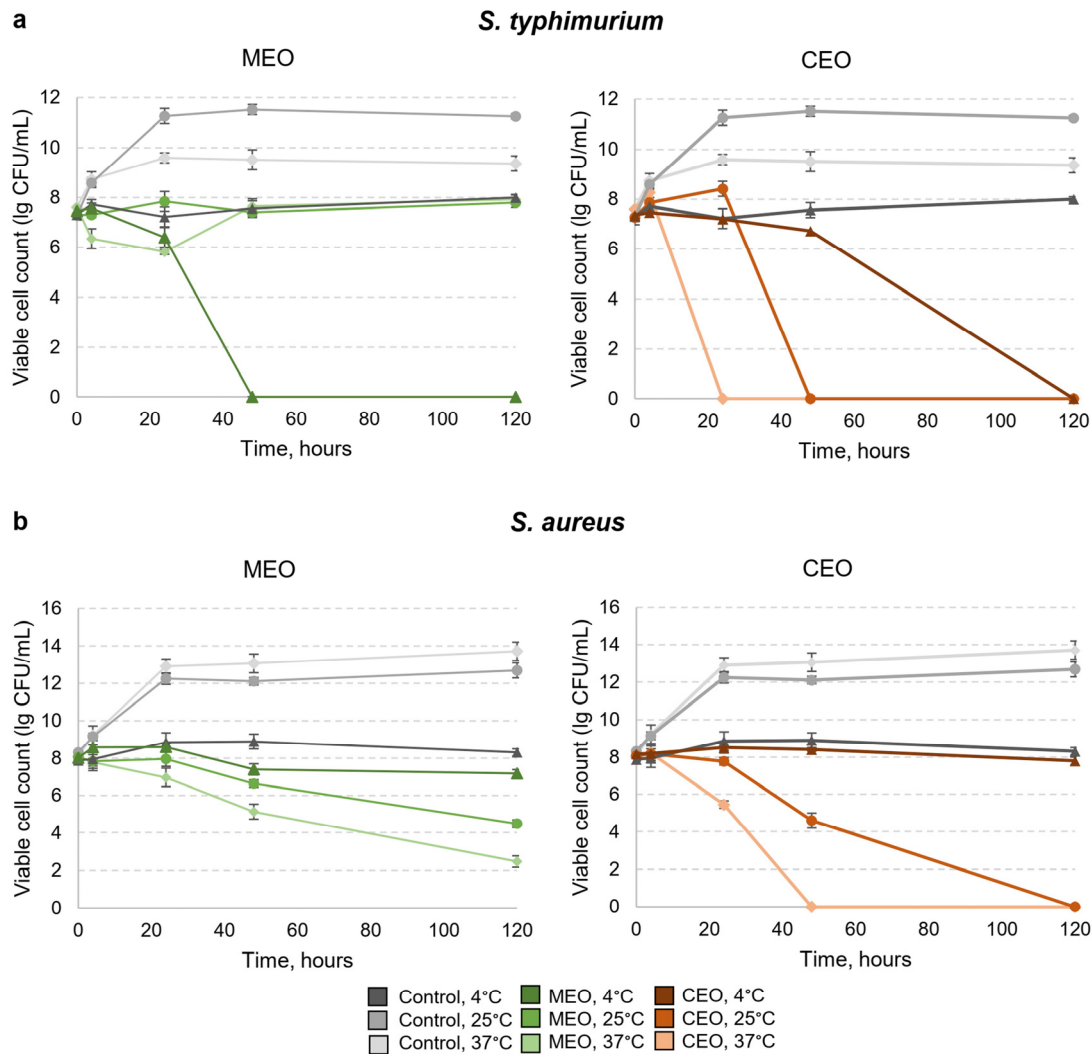 a
S. typhimurium
MEO
CEO
Viable cell count (lg CFU/mL)
12
10
8
6
4
2
0
0 20 40 60 80 100 120
Time, hours
Viable cell count (lg CFU/mL)
12
10
8
6
4
2
0
0 20 40 60 80 100 120
Time, hours
b
S. aureus
MEO
CEO
Viable cell count (lg CFU/mL)
16
14
12
10
8
6
4
2
0
0 20 40 60 80 100 120
Time, hours
Viable cell count (lg CFU/mL)
16
14
12
10
8
6
4
2
0
0 20 40 60 80 100 120
Time, hours
Control, 4°C MEO, 4°C CEO, 4°C
Control, 25°C MEO, 25°C CEO, 25°C
Control, 37°C MEO, 37°C CEO, 37°C